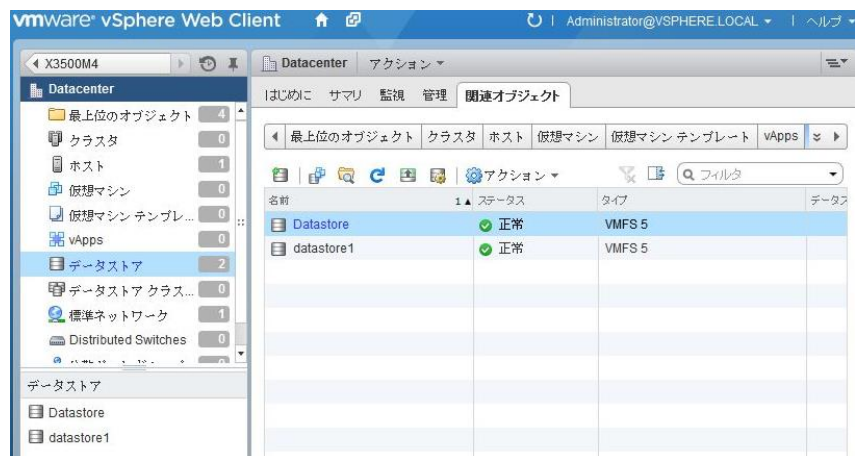 vmware® vSphere Web Client
Administrator@VSPHERE.LOCAL
ヘルプ
X3500M4
Datacenter
最上位のオブジェクト 4
クラスタ 0
ホスト 1
仮想マシン 0
仮想マシン テンプレ... 0
vApps 0
データストア 2
データストア クラス... 0
標準ネットワーク 1
Distributed Switches 0
データストア
Datastore
datastore1
Datacenter アクション
はじめに サマリ 監視 管理 関連オブジェクト
最上位のオブジェクト クラスタ ホスト 仮想マシン 仮想マシン テンプレート vApps
アクション フィルタ
名前 1▲ ステータス タイプ データス
Datastore 正常 VMFS 5
datastore1 正常 VMFS 5